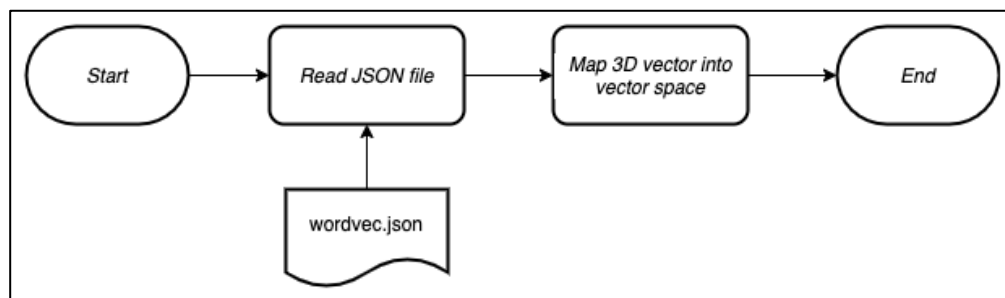 Start
Read JSON file
Map 3D vector into
vector space
End
wordvec.json